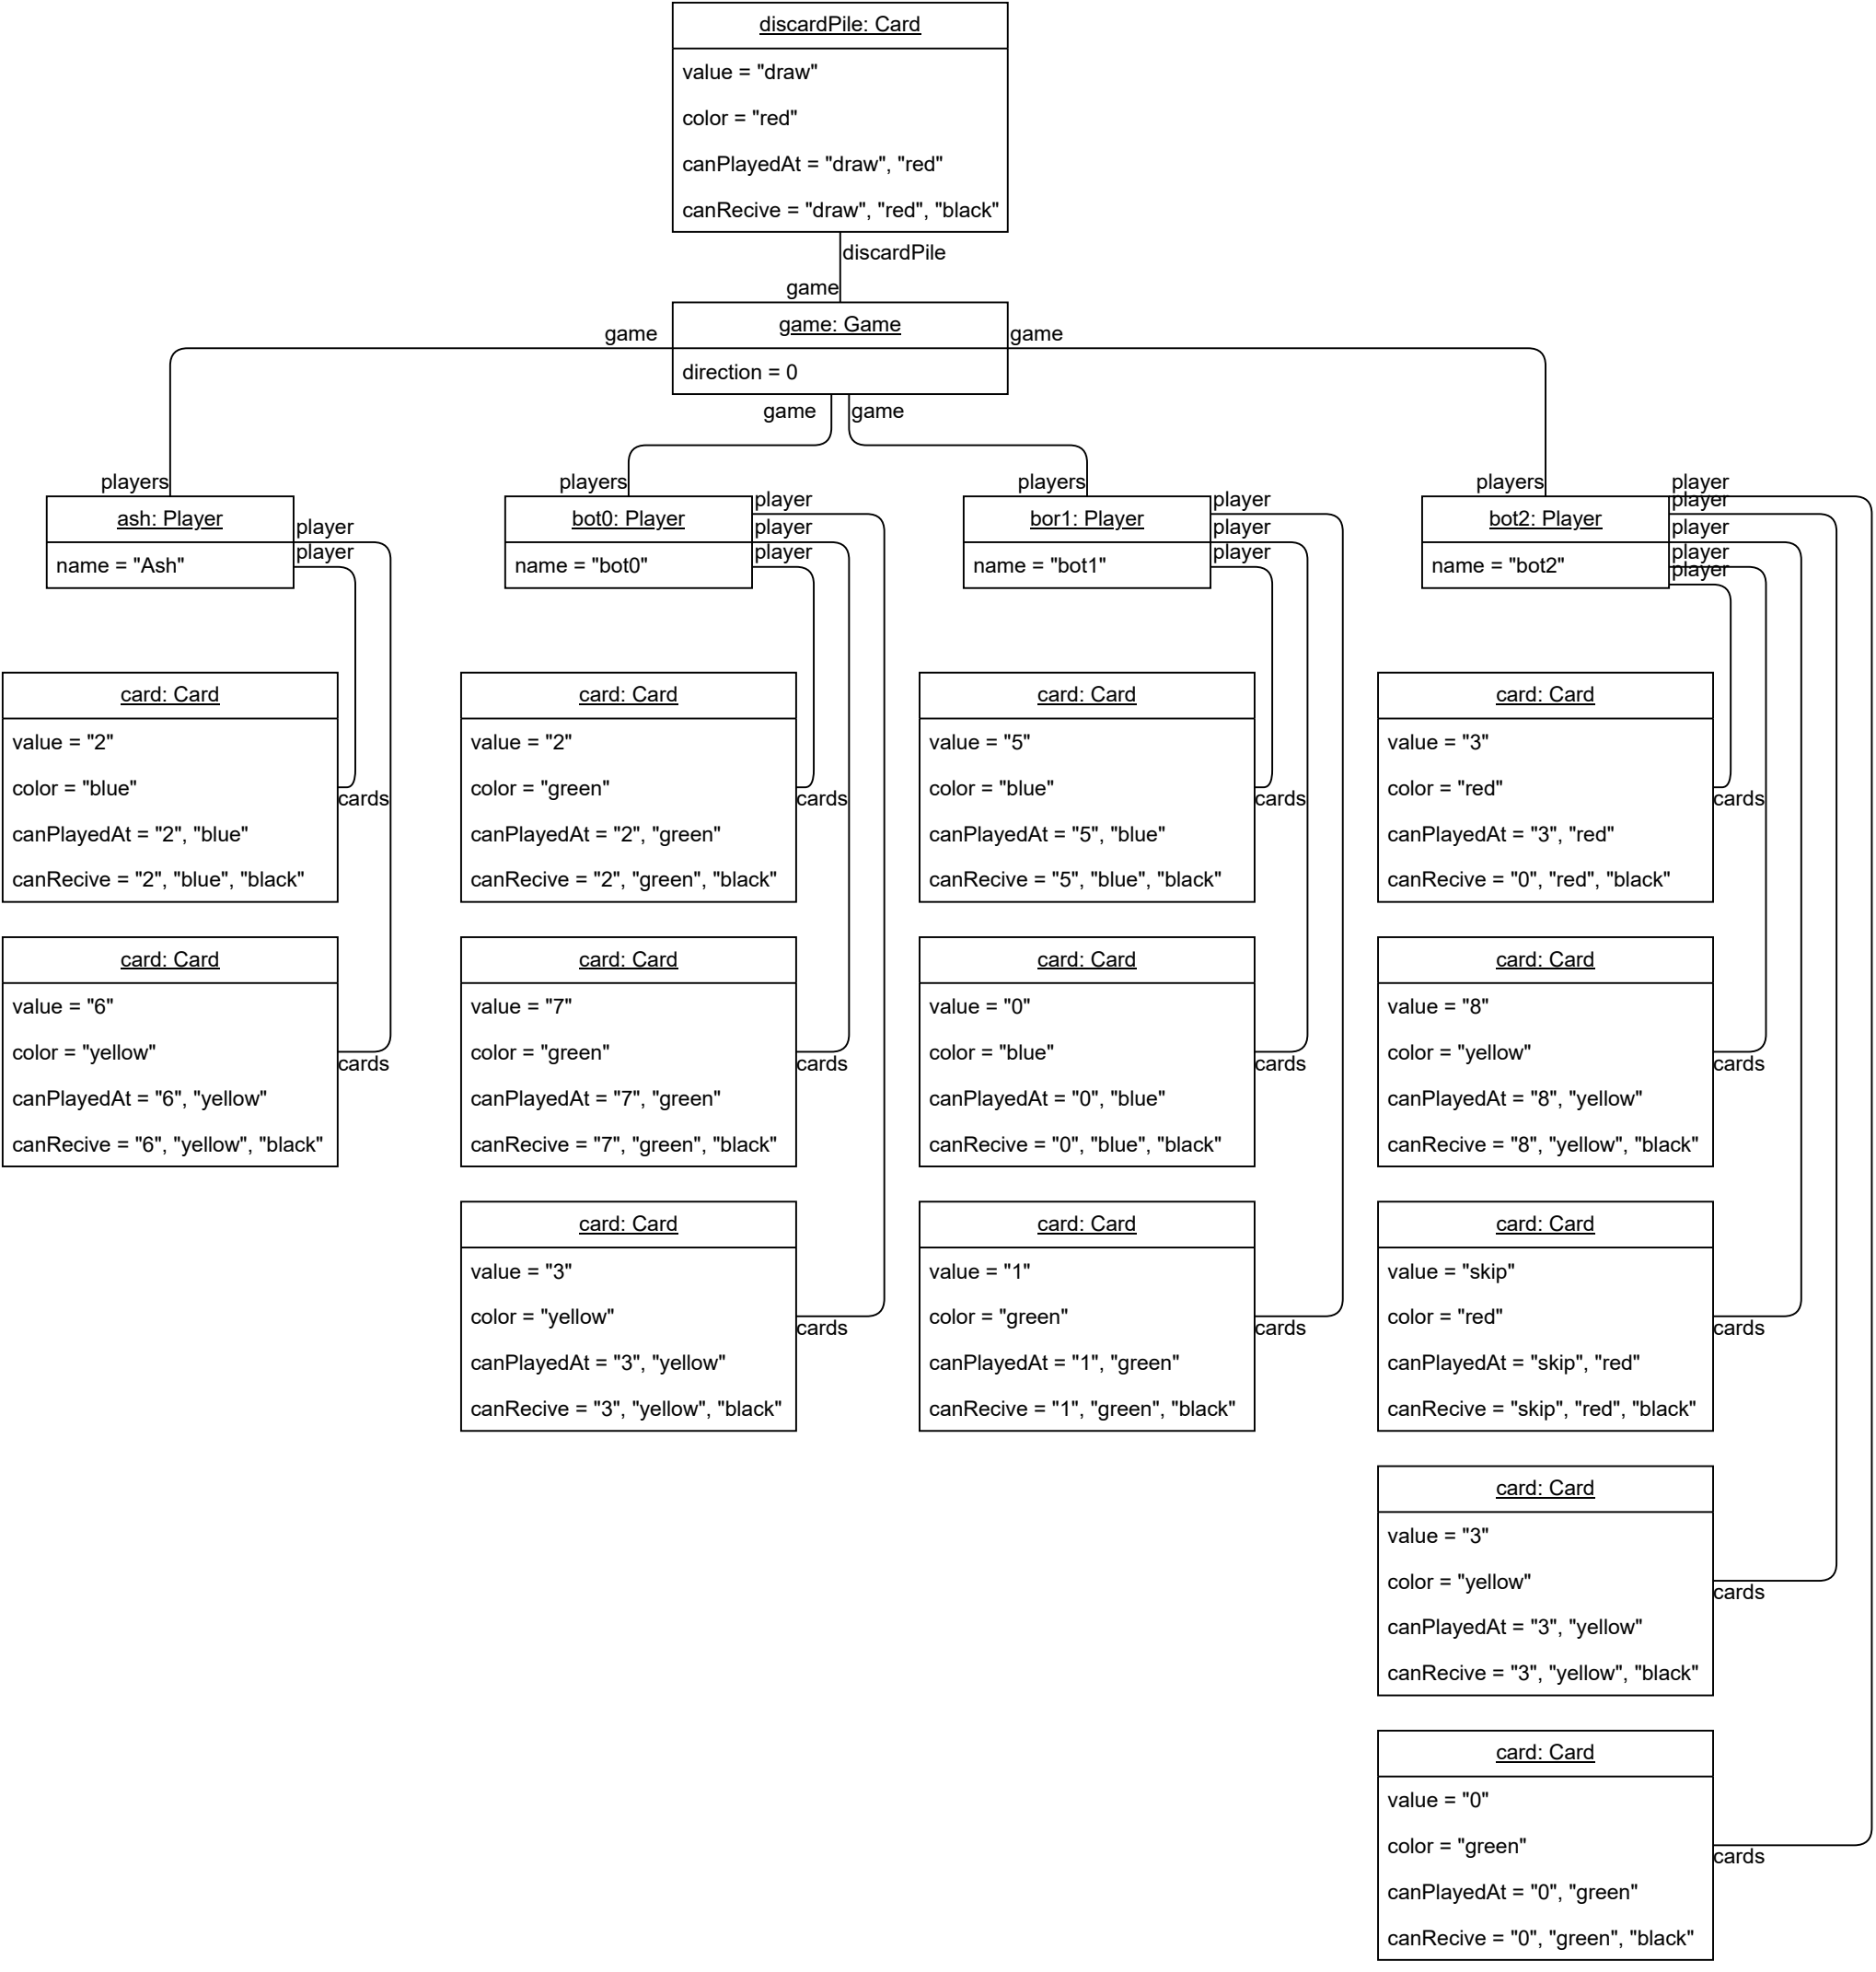 discardPile: Card
value = "draw"
color = "red"
canPlayedAt = "draw", "red"
canRecive = "draw", "red", "black"
discardPile
game
game: Game
direction = 0
game
game
game
game
players
ash: Player
name = "Ash"
player
player
card: Card
value = "2"
color = "blue"
canPlayedAt = "2", "blue"
canRecive = "2", "blue", "black"
cards
card: Card
value = "6"
color = "yellow"
canPlayedAt = "6", "yellow"
canRecive = "6", "yellow", "black"
cards
players
bot0: Player
name = "bot0"
player
player
player
card: Card
value = "2"
color = "green"
canPlayedAt = "2", "green"
canRecive = "2", "green", "black"
cards
card: Card
value = "7"
color = "green"
canPlayedAt = "7", "green"
canRecive = "7", "green", "black"
cards
card: Card
value = "3"
color = "yellow"
canPlayedAt = "3", "yellow"
canRecive = "3", "yellow", "black"
cards
players
bor1: Player
name = "bot1"
player
player
player
card: Card
value = "5"
color = "blue"
canPlayedAt = "5", "blue"
canRecive = "5", "blue", "black"
cards
card: Card
value = "0"
color = "blue"
canPlayedAt = "0", "blue"
canRecive = "0", "blue", "black"
cards
card: Card
value = "1"
color = "green"
canPlayedAt = "1", "green"
canRecive = "1", "green", "black"
cards
players
bot2: Player
name = "bot2"
player
player
player
player
player
card: Card
value = "3"
color = "red"
canPlayedAt = "3", "red"
canRecive = "0", "red", "black"
cards
card: Card
value = "8"
color = "yellow"
canPlayedAt = "8", "yellow"
canRecive = "8", "yellow", "black"
cards
card: Card
value = "skip"
color = "red"
canPlayedAt = "skip", "red"
canRecive = "skip", "red", "black"
cards
card: Card
value = "3"
color = "yellow"
canPlayedAt = "3", "yellow"
canRecive = "3", "yellow", "black"
cards
card: Card
value = "0"
color = "green"
canPlayedAt = "0", "green"
canRecive = "0", "green", "black"
cards